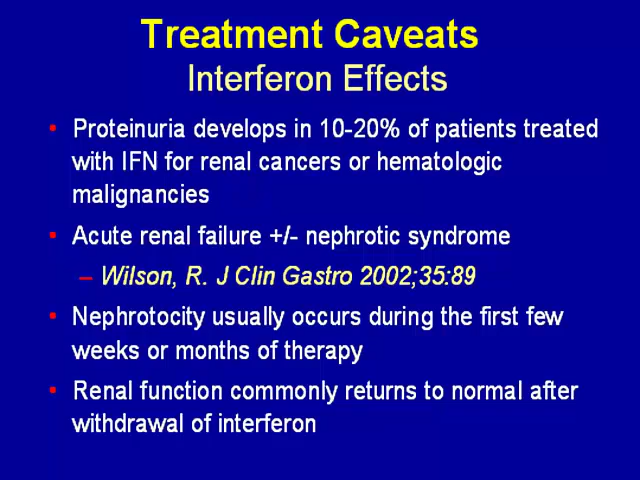 Treatment Caveats
Interferon Effects
• Proteinuria develops in 10-20% of patients treated
with IFN for renal cancers or hematologic
malignancies
• Acute renal failure +/- nephrotic syndrome
– Wilson, R. J Clin Gastro 2002;35:89
• Nephrotocity usually occurs during the first few
weeks or months of therapy
• Renal function commonly returns to normal after
withdrawal of interferon